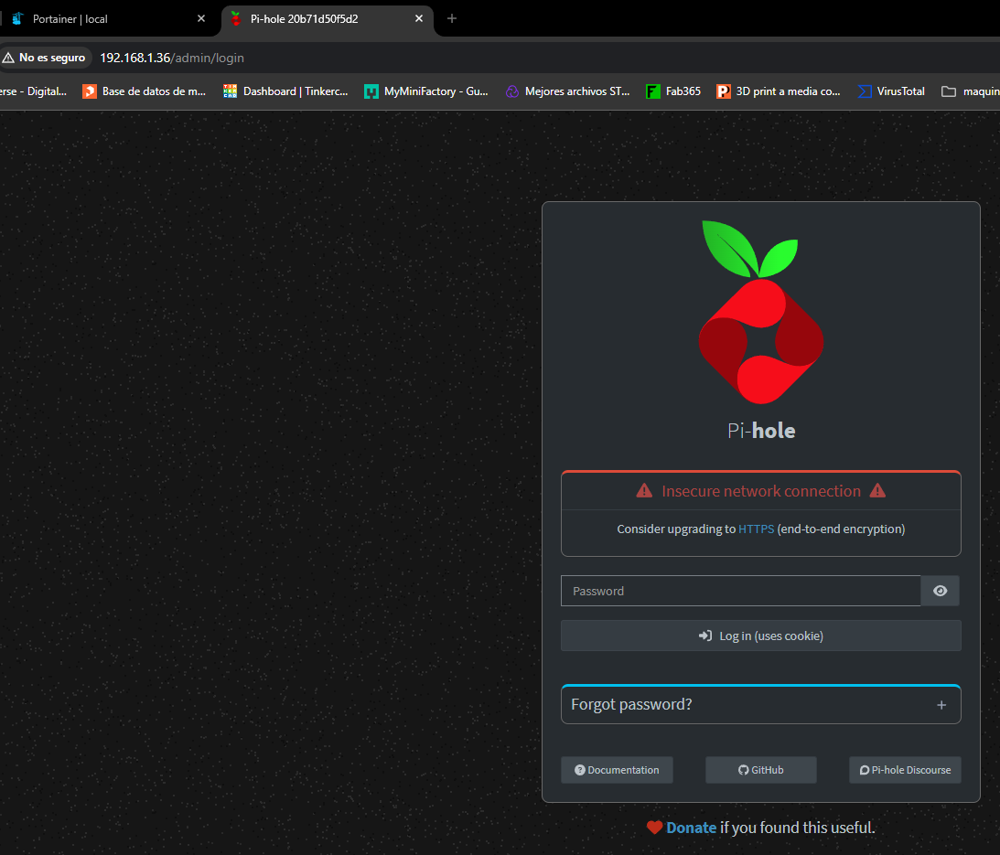 Portainer | local
Pi-hole 20b71d50f5d2
No es seguro 192.168.1.36/admin/login
erse - Digital... Base de datos de m... Dashboard | Tinkerc... MyMiniFactory - Gu... Mejores archivos ST... Fab365 3D print a media co... VirusTotal maquin
Pi-hole
Insecure network connection
Consider upgrading to HTTPS (end-to-end encryption)
Password
Log in (uses cookie)
Forgot password?
Documentation GitHub Pi-hole Discourse
Donate if you found this useful.